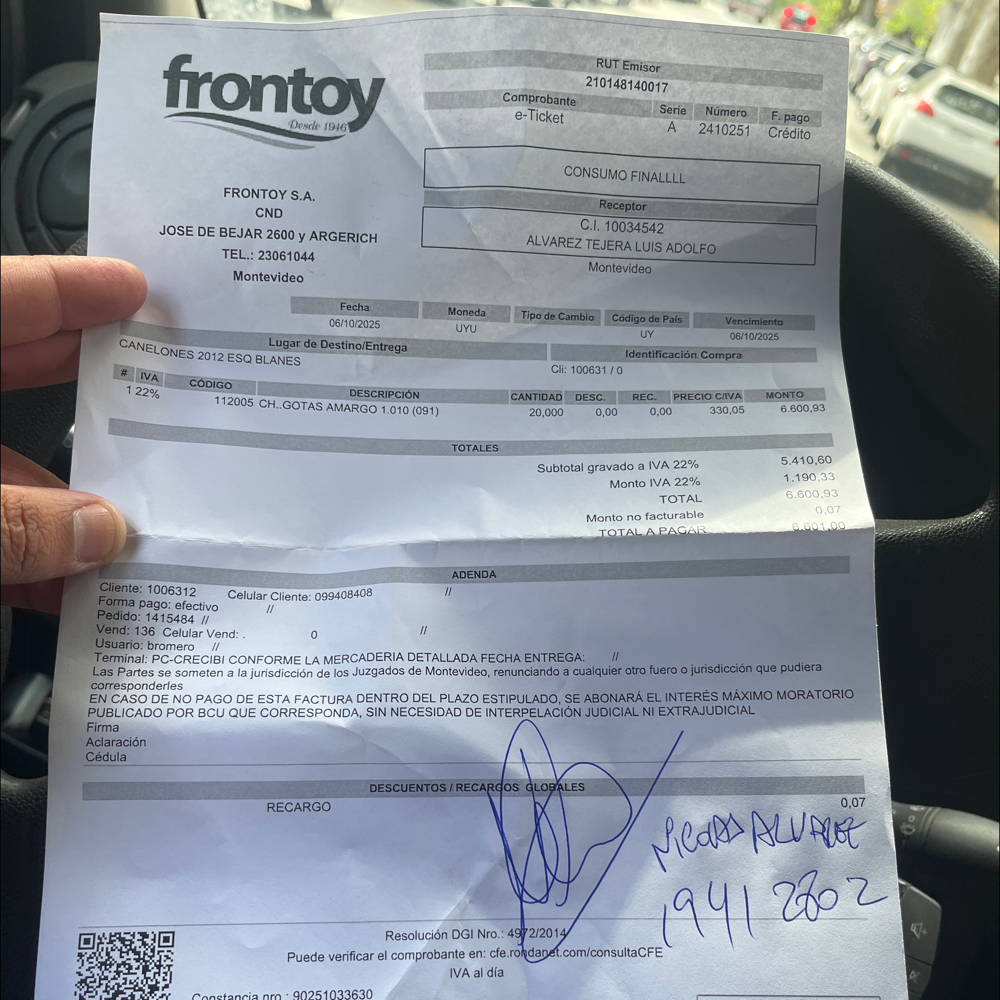 frontoy
Desde 1946
FRONTOY S.A.
CND
JOSE DE BEJAR 2600 y ARGERICH
TEL.: 23061044
Montevideo
RUT Emisor
210148140017
Comprobante Serie Número F. pago
e-Ticket A 2410251 Crédito
CONSUMO FINALLLL
Receptor
C.I. 10034542
ALVAREZ TEJERA LUIS ADOLFO
Montevideo
Fecha Moneda Tipo de Cambio Código de País Vencimiento
06/10/2025 UYU UY 06/10/2025
Lugar de Destino/Entrega Identificación Compra
CANELONES 2012 ESQ BLANES Cli: 100631 / 0
# IVA CÓDIGO DESCRIPCIÓN CANTIDAD DESC. REC. PRECIO C/IVA MONTO
1 22% 112005 CH..GOTAS AMARGO 1.010 (091) 20,000 0,00 0,00 330,05 6.600,93
TOTALES
Subtotal gravado a IVA 22% 5.410,60
Monto IVA 22% 1.190,33
TOTAL 6.600,93
Monto no facturable 0,07
TOTAL A PAGAR 6.601,00
ADENDA
Cliente: 1006312 Celular Cliente: 099408408 //
Forma pago: efectivo //
Pedido: 1415484 //
Vend: 136 Celular Vend: . 0 //
Usuario: bromero //
Terminal: PC-CRECIBI CONFORME LA MERCADERIA DETALLADA FECHA ENTREGA: //
Las Partes se someten a la jurisdicción de los Juzgados de Montevideo, renunciando a cualquier otro fuero o jurisdicción que pudiera
corresponderles
EN CASO DE NO PAGO DE ESTA FACTURA DENTRO DEL PLAZO ESTIPULADO, SE ABONARÁ EL INTERÉS MÁXIMO MORATORIO
PUBLICADO POR BCU QUE CORRESPONDA, SIN NECESIDAD DE INTERPELACIÓN JUDICIAL NI EXTRAJUDICIAL
Firma
Aclaración
Cédula
DESCUENTOS / RECARGOS GLOBALES
RECARGO 0,07
ALVAREZ
Resolución DGI Nro.: 4972/2014
Puede verificar el comprobante en: cfe.rondanet.com/consultaCFE
IVA al día
Constancia nro.: 90251033630